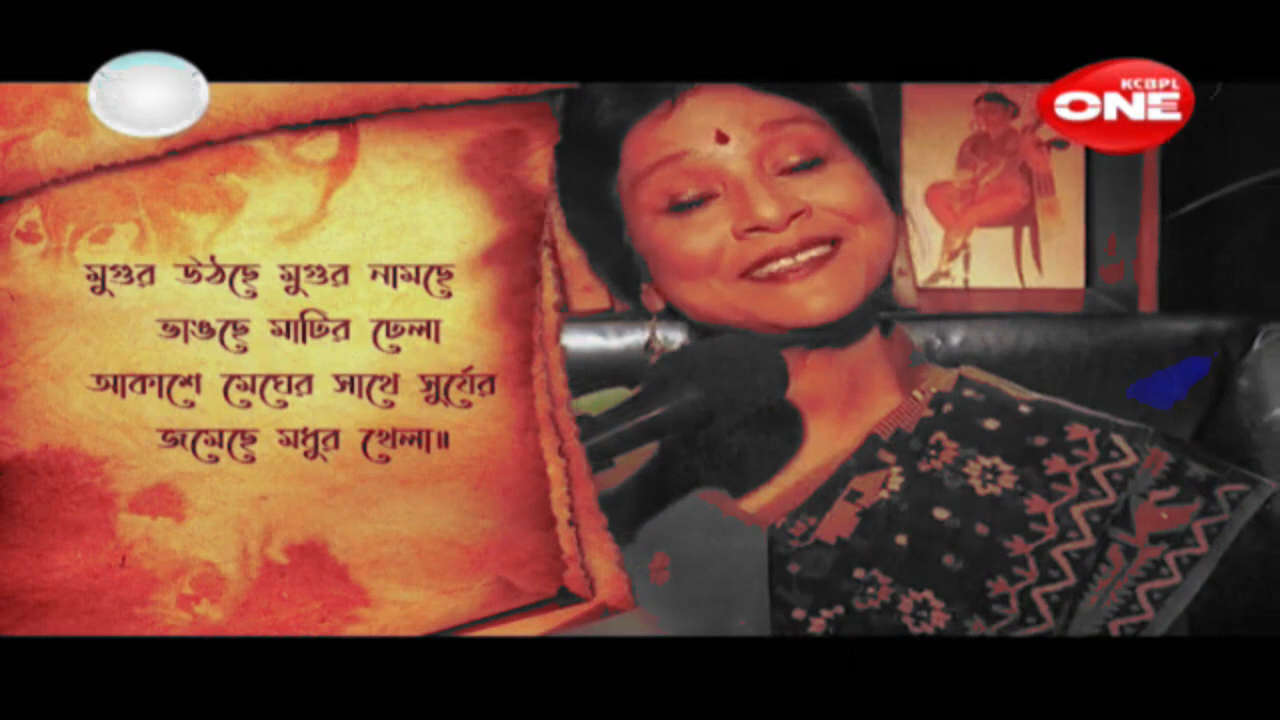 KCBPL
ONE
মুগুর উঠছে মুগুর নামছে
ভাঙছে মাটির ঢেলা
আকাশে মেঘের সাথে সুর্যের
জমেছে মধুর খেলা॥